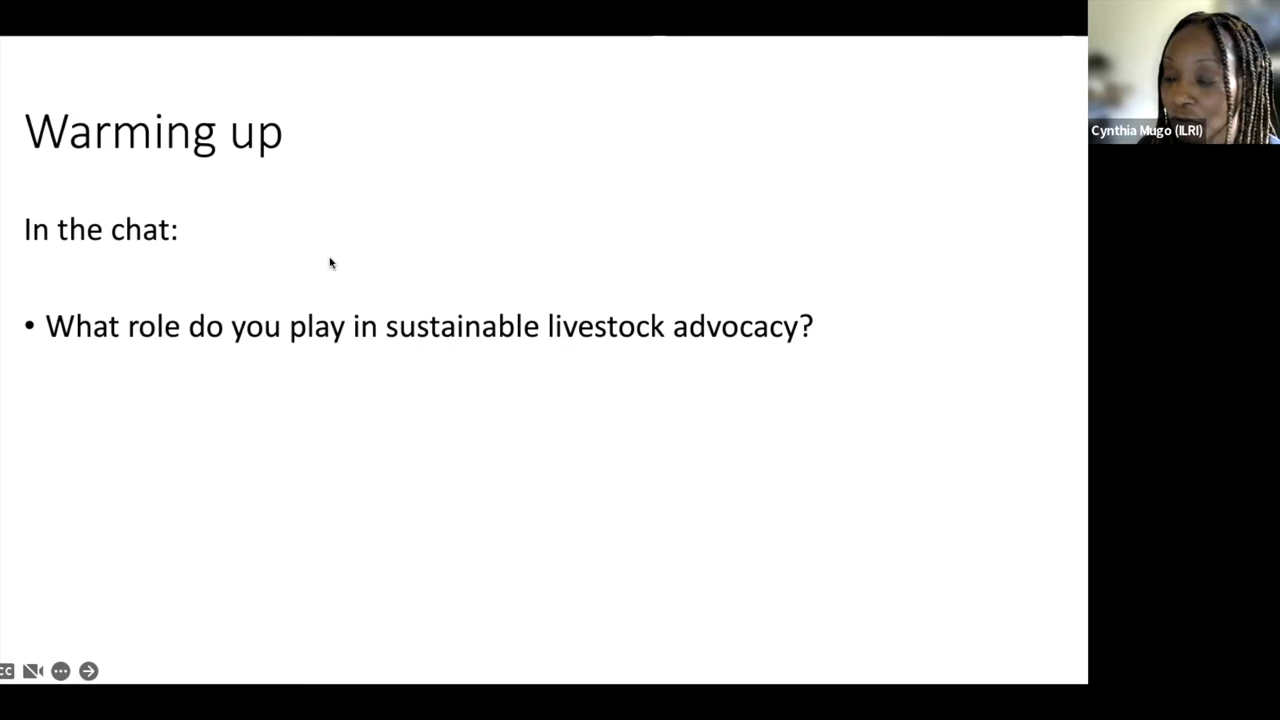 Warming up
In the chat:
• What role do you play in sustainable livestock advocacy?
Cynthia Mugo (ILRI)